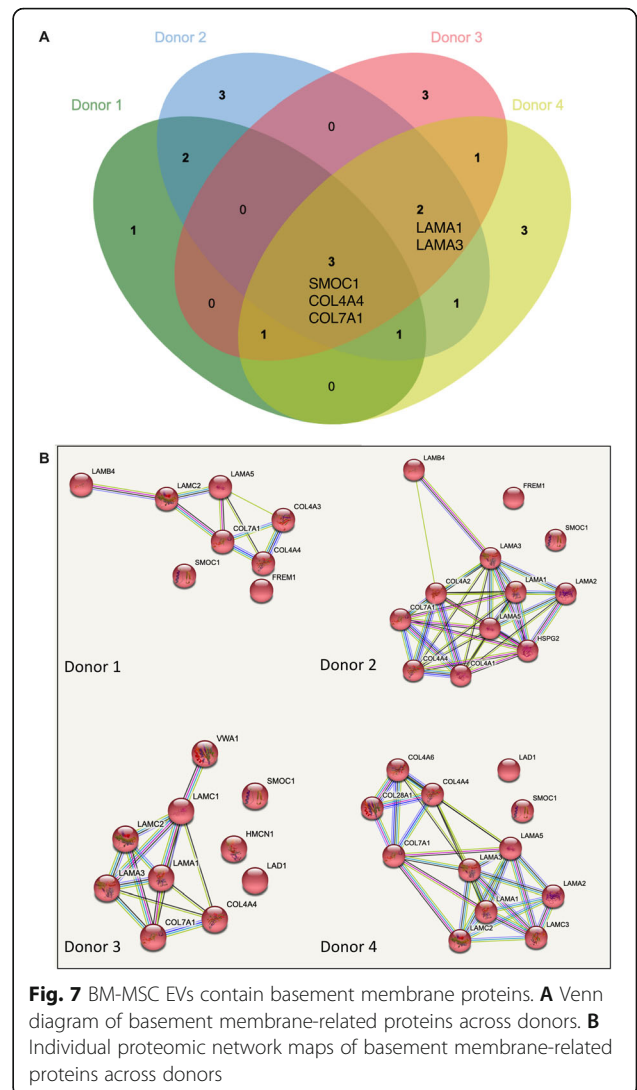 A
Donor 2
Donor 3
Donor 1
Donor 4
3
3
0
2
1
0
2
LAMA1
LAMA3
1
3
3
SMOC1
COL4A4
COL7A1
0
1
1
1
0
B
LAMB4
LAMC2
LAMA5
COL4A3
COL7A1
COL4A4
SMOC1
FREM1
Donor 1
LAMB4
FREM1
SMOC1
LAMA3
COL4A2
LAMA1
LAMA2
COL7A1
LAMA5
HSPG2
COL4A4
COL4A1
Donor 2
VWA1
SMOC1
LAMC1
LAMC2
HMCN1
LAMA3
LAMA1
LAD1
COL4A4
COL7A1
Donor 3
COL4A6
LAD1
COL4A4
COL28A1
SMOC1
COL7A1
LAMA5
LAMA3
LAMA2
LAMA1
LAMC2
LAMC3
Donor 4
Fig. 7 BM-MSC EVs contain basement membrane proteins. A Venn
diagram of basement membrane-related proteins across donors. B
Individual proteomic network maps of basement membrane-related
proteins across donors